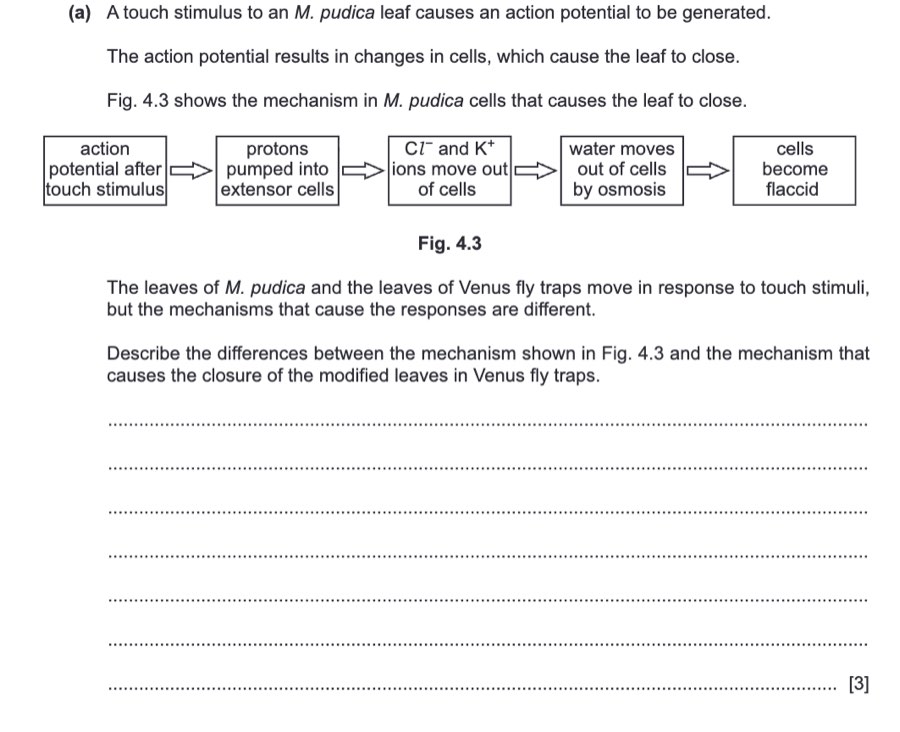 (a) A touch stimulus to an M. pudica leaf causes an action potential to be generated.
The action potential results in changes in cells, which cause the leaf to close.
Fig. 4.3 shows the mechanism in M. pudica cells that causes the leaf to close.
action
potential after
touch stimulus
protons
pumped into
extensor cells
Cl⁻ and K⁺
ions move out
of cells
water moves
out of cells
by osmosis
cells
become
flaccid
Fig. 4.3
The leaves of M. pudica and the leaves of Venus fly traps move in response to touch stimuli,
but the mechanisms that cause the responses are different.
Describe the differences between the mechanism shown in Fig. 4.3 and the mechanism that
causes the closure of the modified leaves in Venus fly traps.
[3]